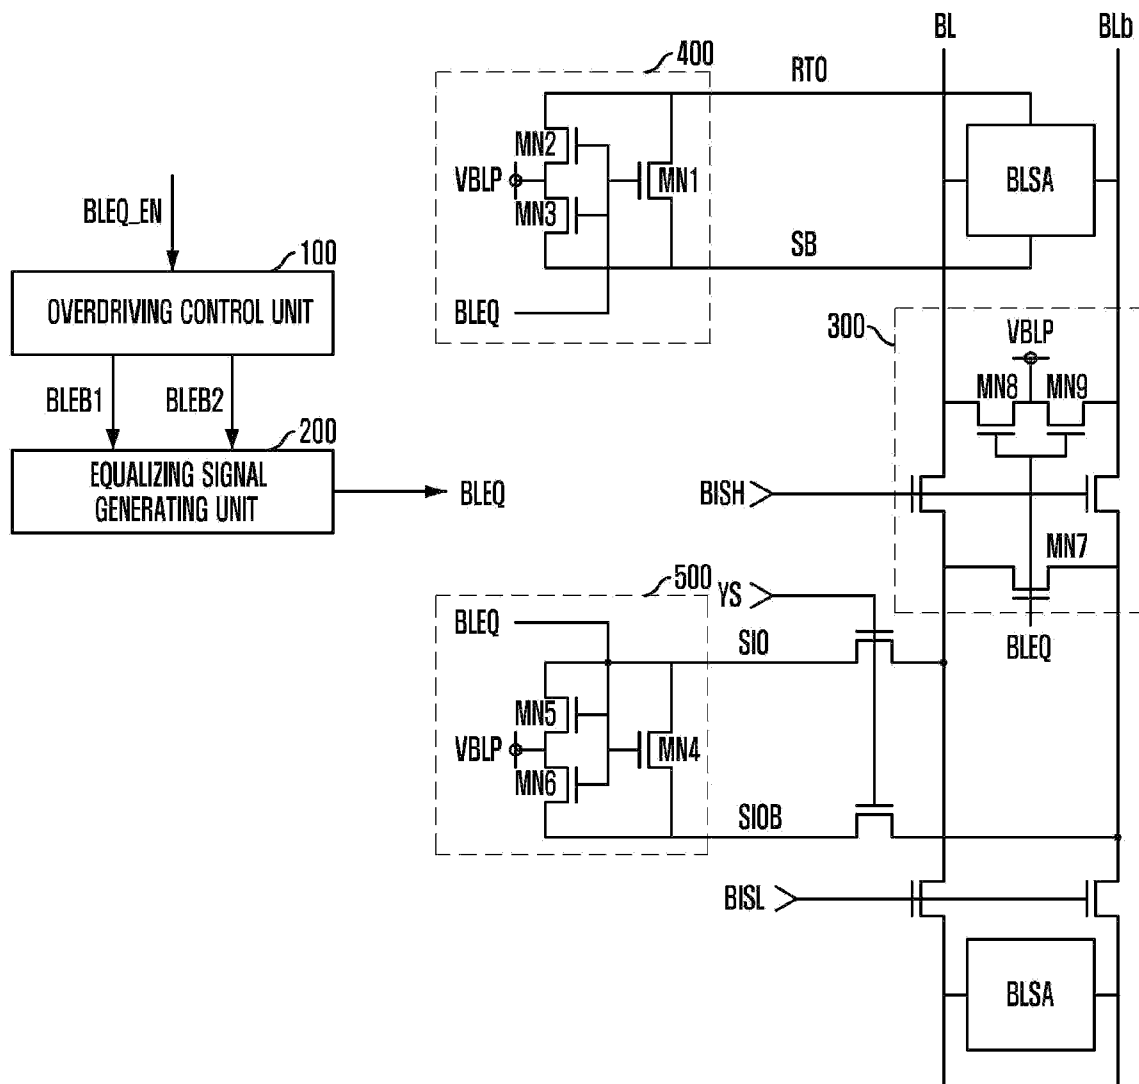 BL
BLb
400
RTO
MN2
VBLP
MN1
BLSA
MN3
BLEQ_EN
SB
100
OVERDRIVING CONTROL UNIT
BLEQ
300
VBLP
MN8
MN9
BLEB1
BLEB2
200
EQUALIZING SIGNAL
GENERATING UNIT
BLEQ
BISH
MN7
500
YS
BLEQ
SIO
BLEQ
MN5
VBLP
MN4
MN6
SIOB
BISL
BLSA